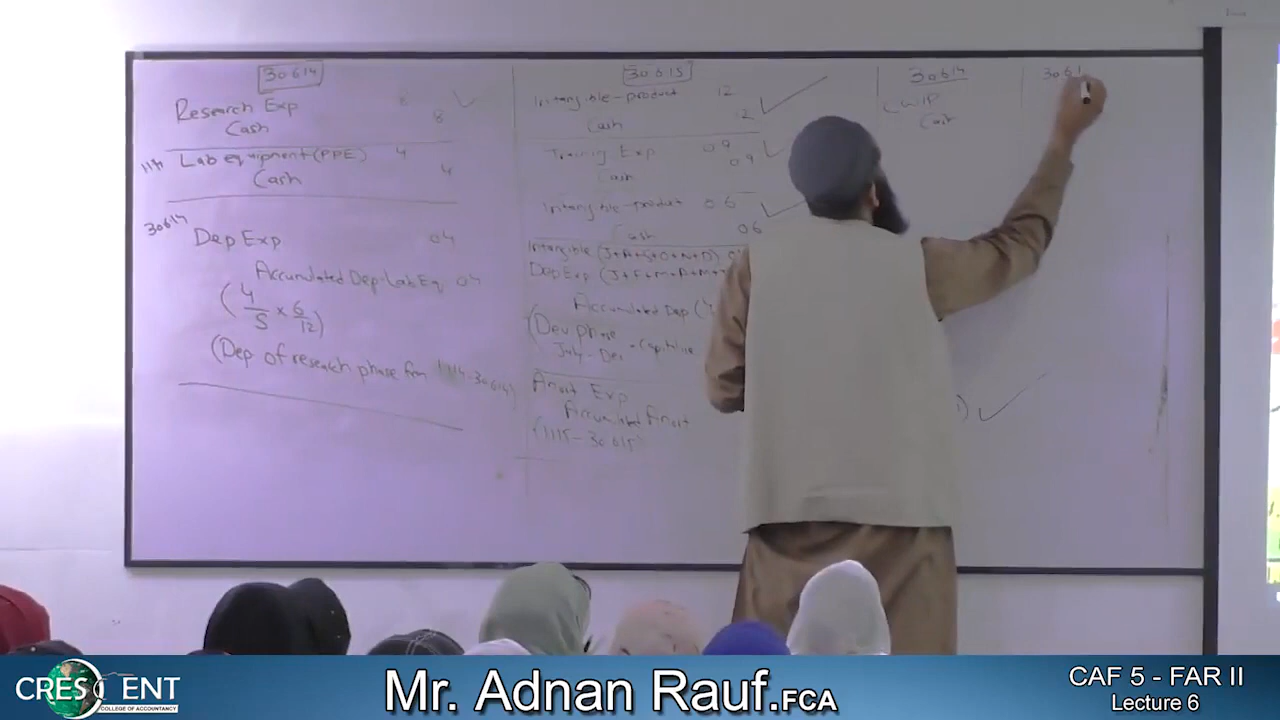 30 6 14
Research Exp 8
Cash 8
1 1 14 Lab equipment (PPE) 4
Cash 4
30 6 14
Dep Exp 0.4
Accumulated Dep-Lab Eq 0.4
(4/5 × 6/12)
(Dep of research phase from 1 1 14-30 6 14)
30 6 15
Intangible-product 12
Cash 12
Training Exp 0.9
Cash 0.9
Intangible-product 0.6
Cash 0.6
Intangible (J+A+S+O+N+D)
Dep Exp (J+F+M+A+M+
Accumulated Dep
(Dev phase
July-Dec = Capitalize
Amort Exp
Accumulated Amort
(1 1 15 - 30 6 15)
30 6 14
CWIP
Cash
30 6 1
CRESCENT
COLLEGE OF ACCOUNTANCY
Mr. Adnan Rauf.FCA
CAF 5 - FAR II
Lecture 6